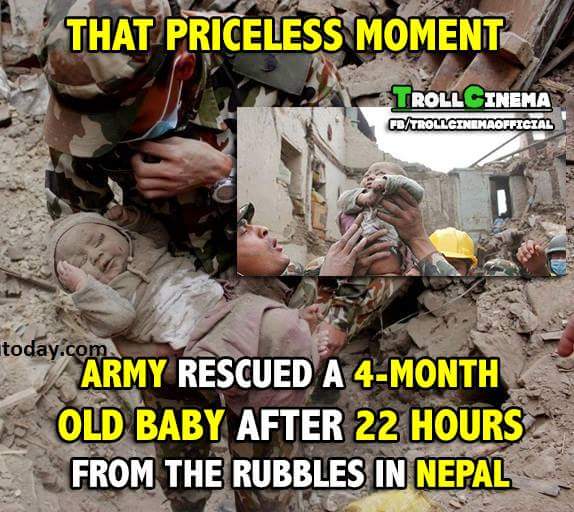 THAT PRICELESS MOMENT
TROLLCINEMA
FB/TROLLCINEMAOFFICIAL
today.com
ARMY RESCUED A 4-MONTH
OLD BABY AFTER 22 HOURS
FROM THE RUBBLES IN NEPAL